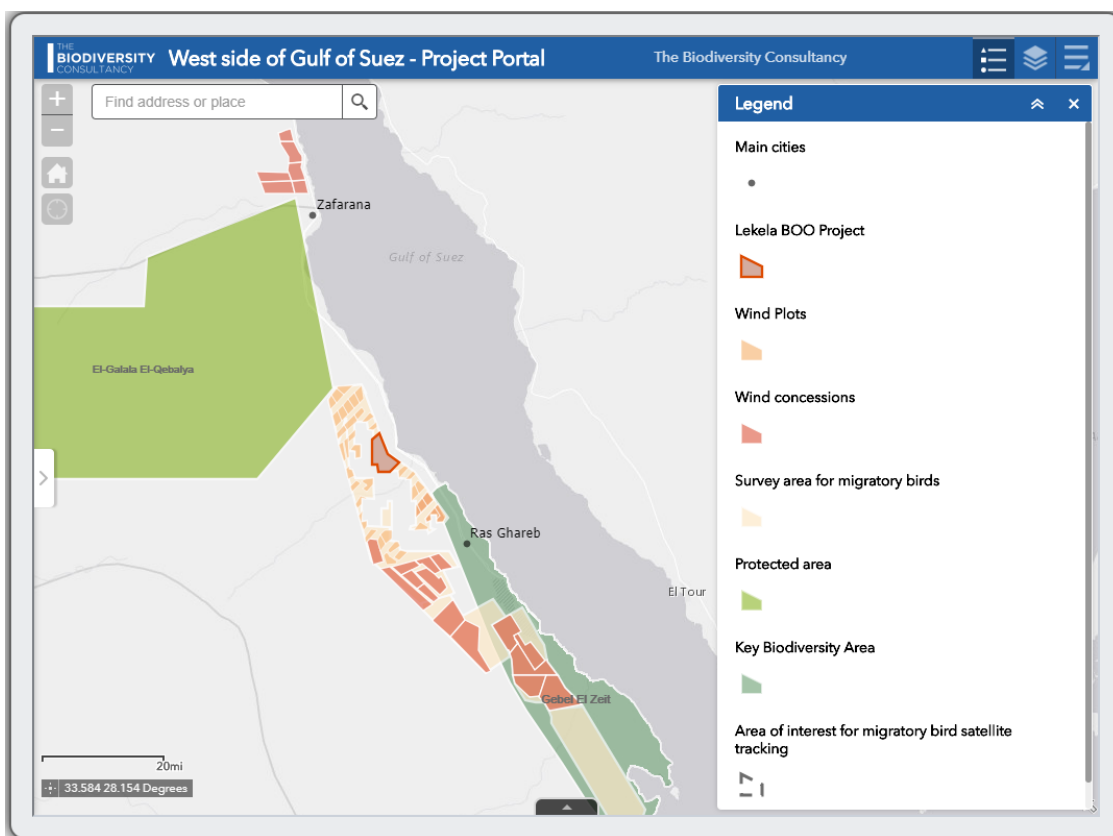 THE
BIODIVERSITY
CONSULTANCY
West side of Gulf of Suez - Project Portal
The Biodiversity Consultancy
+
Find address or place
−
Zafarana
Gulf of Suez
El-Galala El-Qebalya
Ras Ghareb
El Tour
Gebel El Zeit
20mi
33.584 28.154 Degrees
Legend
Main cities
Lekela BOO Project
Wind Plots
Wind concessions
Survey area for migratory birds
Protected area
Key Biodiversity Area
Area of interest for migratory bird satellite
tracking